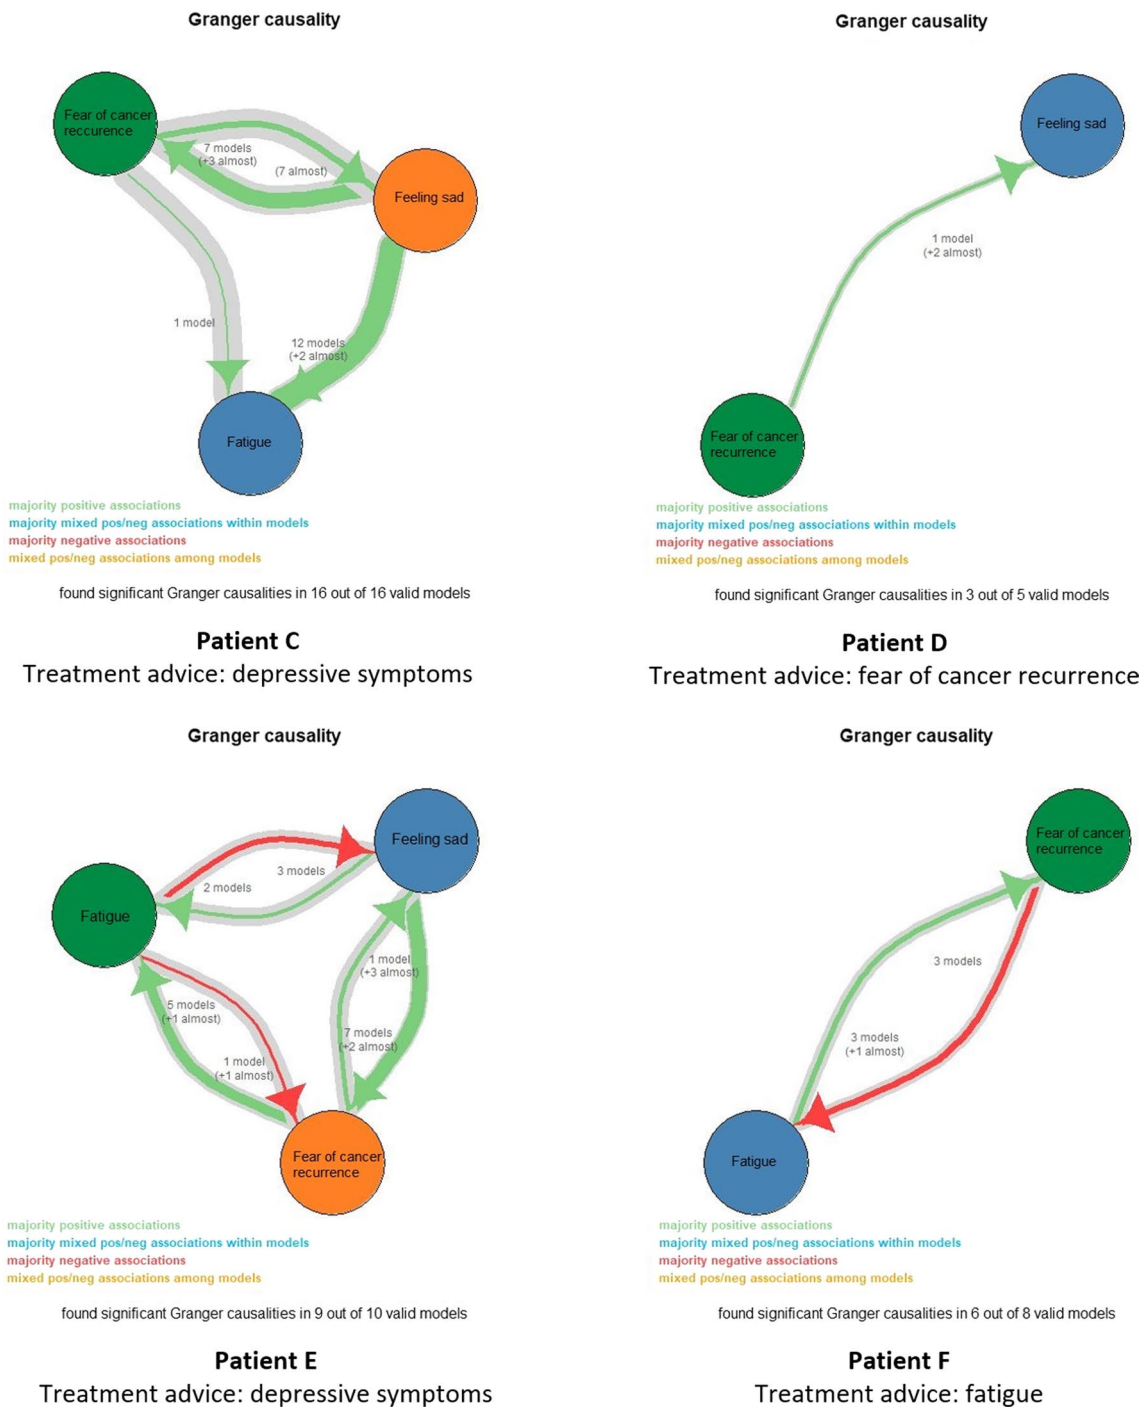 Granger causality
Fear of cancer
reccurence
7 models
(+3 almost)
(7 almost)
Feeling sad
1 model
12 models
(+2 almost)
Fatigue
majority positive associations
majority mixed pos/neg associations within models
majority negative associations
mixed pos/neg associations among models
found significant Granger causalities in 16 out of 16 valid models
Patient C
Treatment advice: depressive symptoms
Granger causality
Feeling sad
1 model
(+2 almost)
Fear of cancer
recurrence
majority positive associations
majority mixed pos/neg associations within models
majority negative associations
mixed pos/neg associations among models
found significant Granger causalities in 3 out of 5 valid models
Patient D
Treatment advice: fear of cancer recurrence
Granger causality
Feeling sad
3 models
2 models
Fatigue
1 model
(+3 almost)
5 models
(+1 almost)
7 models
(+2 almost)
1 model
(+1 almost)
Fear of cancer
recurrence
majority positive associations
majority mixed pos/neg associations within models
majority negative associations
mixed pos/neg associations among models
found significant Granger causalities in 9 out of 10 valid models
Patient E
Treatment advice: depressive symptoms
Granger causality
Fear of cancer
recurrence
3 models
3 models
(+1 almost)
Fatigue
majority positive associations
majority mixed pos/neg associations within models
majority negative associations
mixed pos/neg associations among models
found significant Granger causalities in 6 out of 8 valid models
Patient F
Treatment advice: fatigue